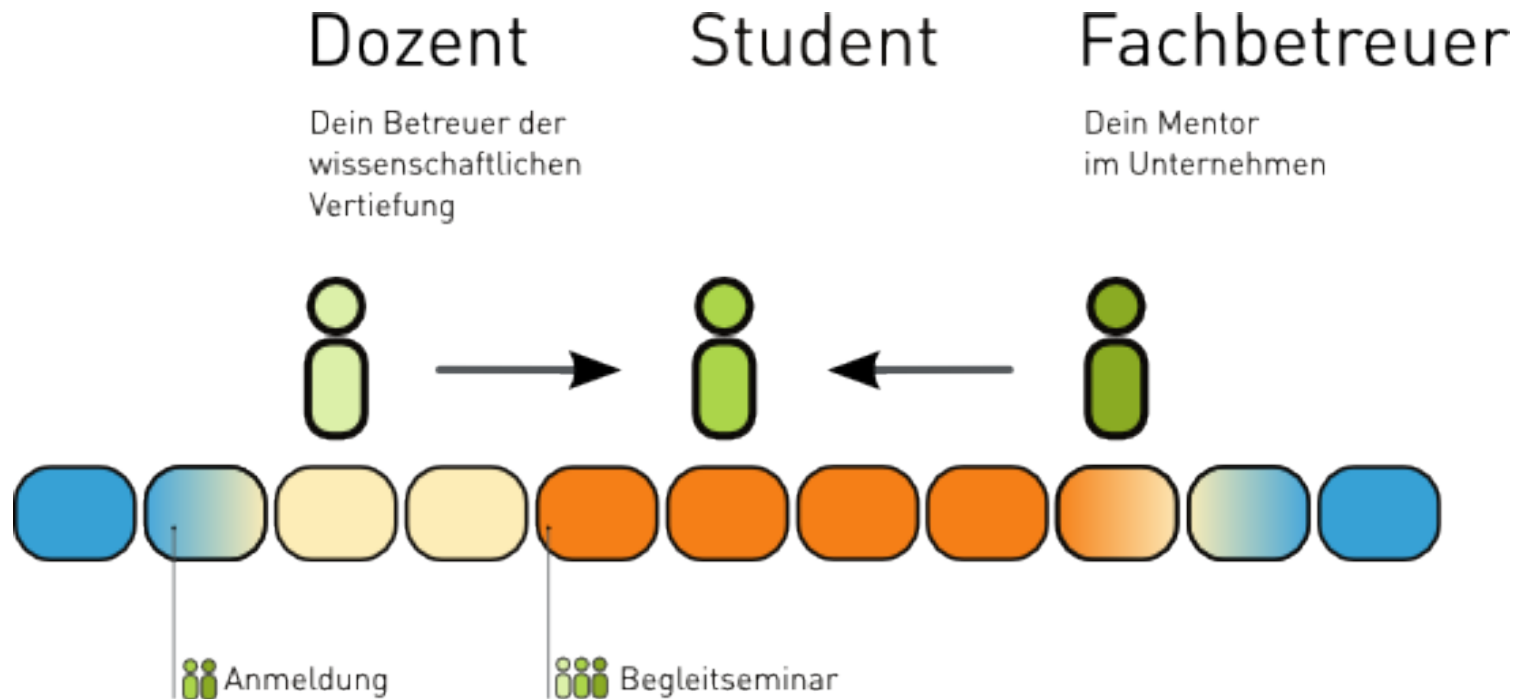 Dozent
Student
Fachbetreuer
Dein Betreuer der
wissenschaftlichen
Vertiefung
Dein Mentor
im Unternehmen
Anmeldung
Begleitseminar